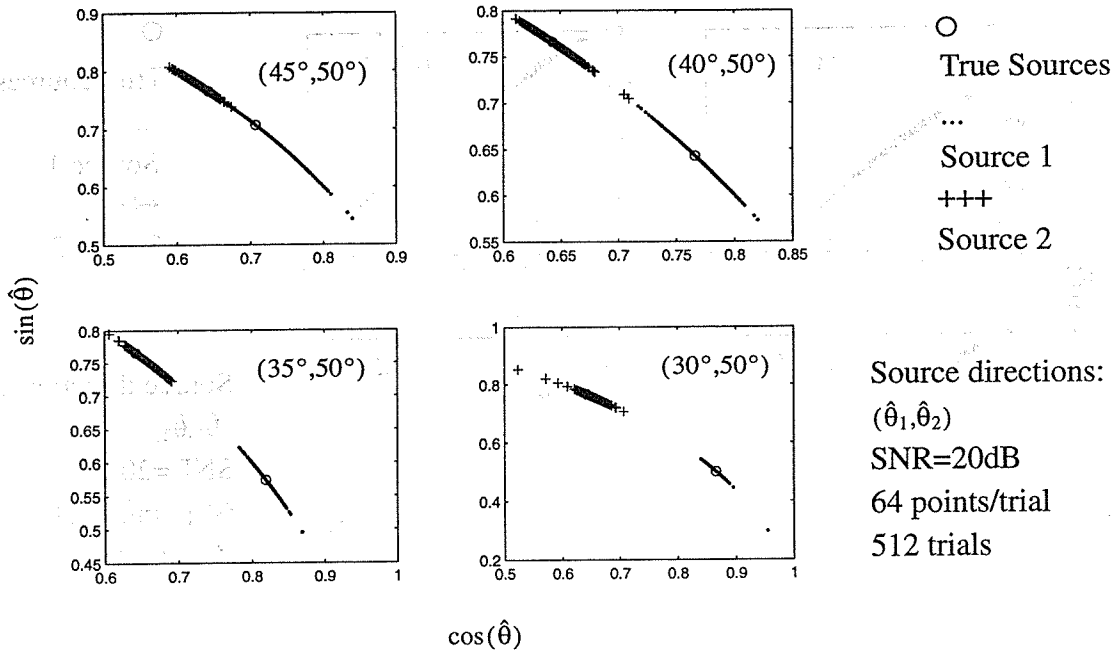 0.9
0.8
0.7
0.6
0.5
0.5 0.6 0.7 0.8 0.9
(45°,50°)
0.8
0.75
0.7
0.65
0.6
0.55
0.6 0.65 0.7 0.75 0.8 0.85
(40°,50°)
True Sources
...
Source 1
+++
Source 2
sin(θ̂)
0.8
0.75
0.7
0.65
0.6
0.55
0.5
0.45
0.6 0.7 0.8 0.9 1
(35°,50°)
1
0.8
0.6
0.4
0.2
0.5 0.6 0.7 0.8 0.9 1
(30°,50°)
Source directions:
(θ̂₁,θ̂₂)
SNR=20dB
64 points/trial
512 trials
cos(θ̂)